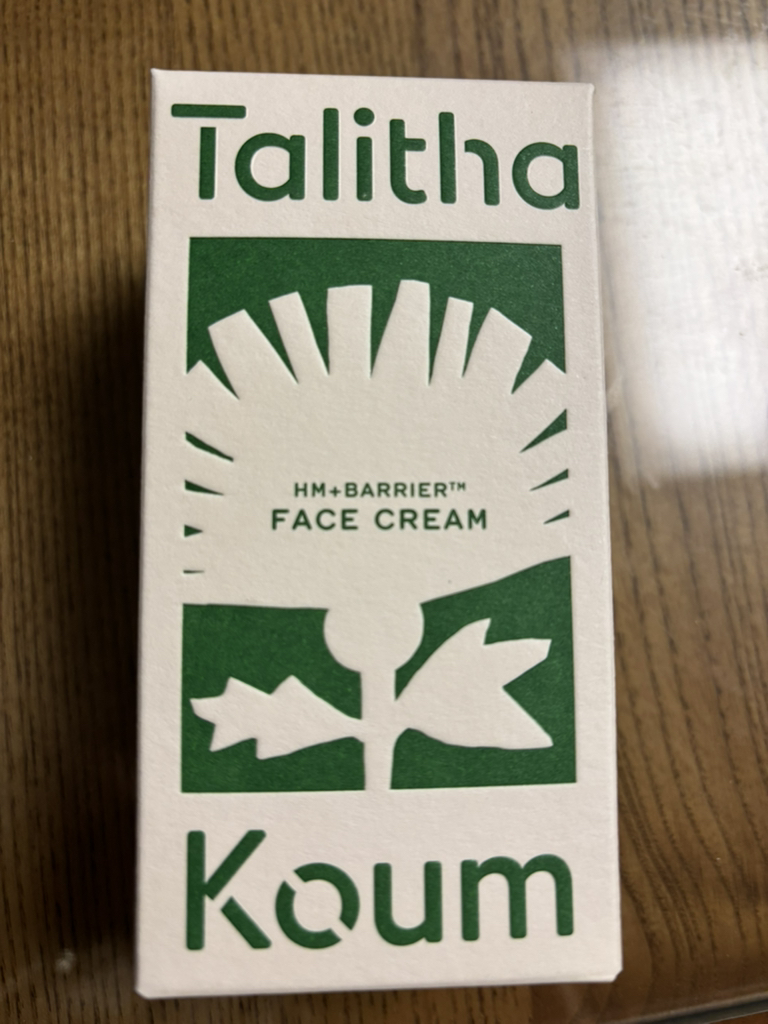 Talitha
HM+BARRIER™
FACE CREAM
Koum